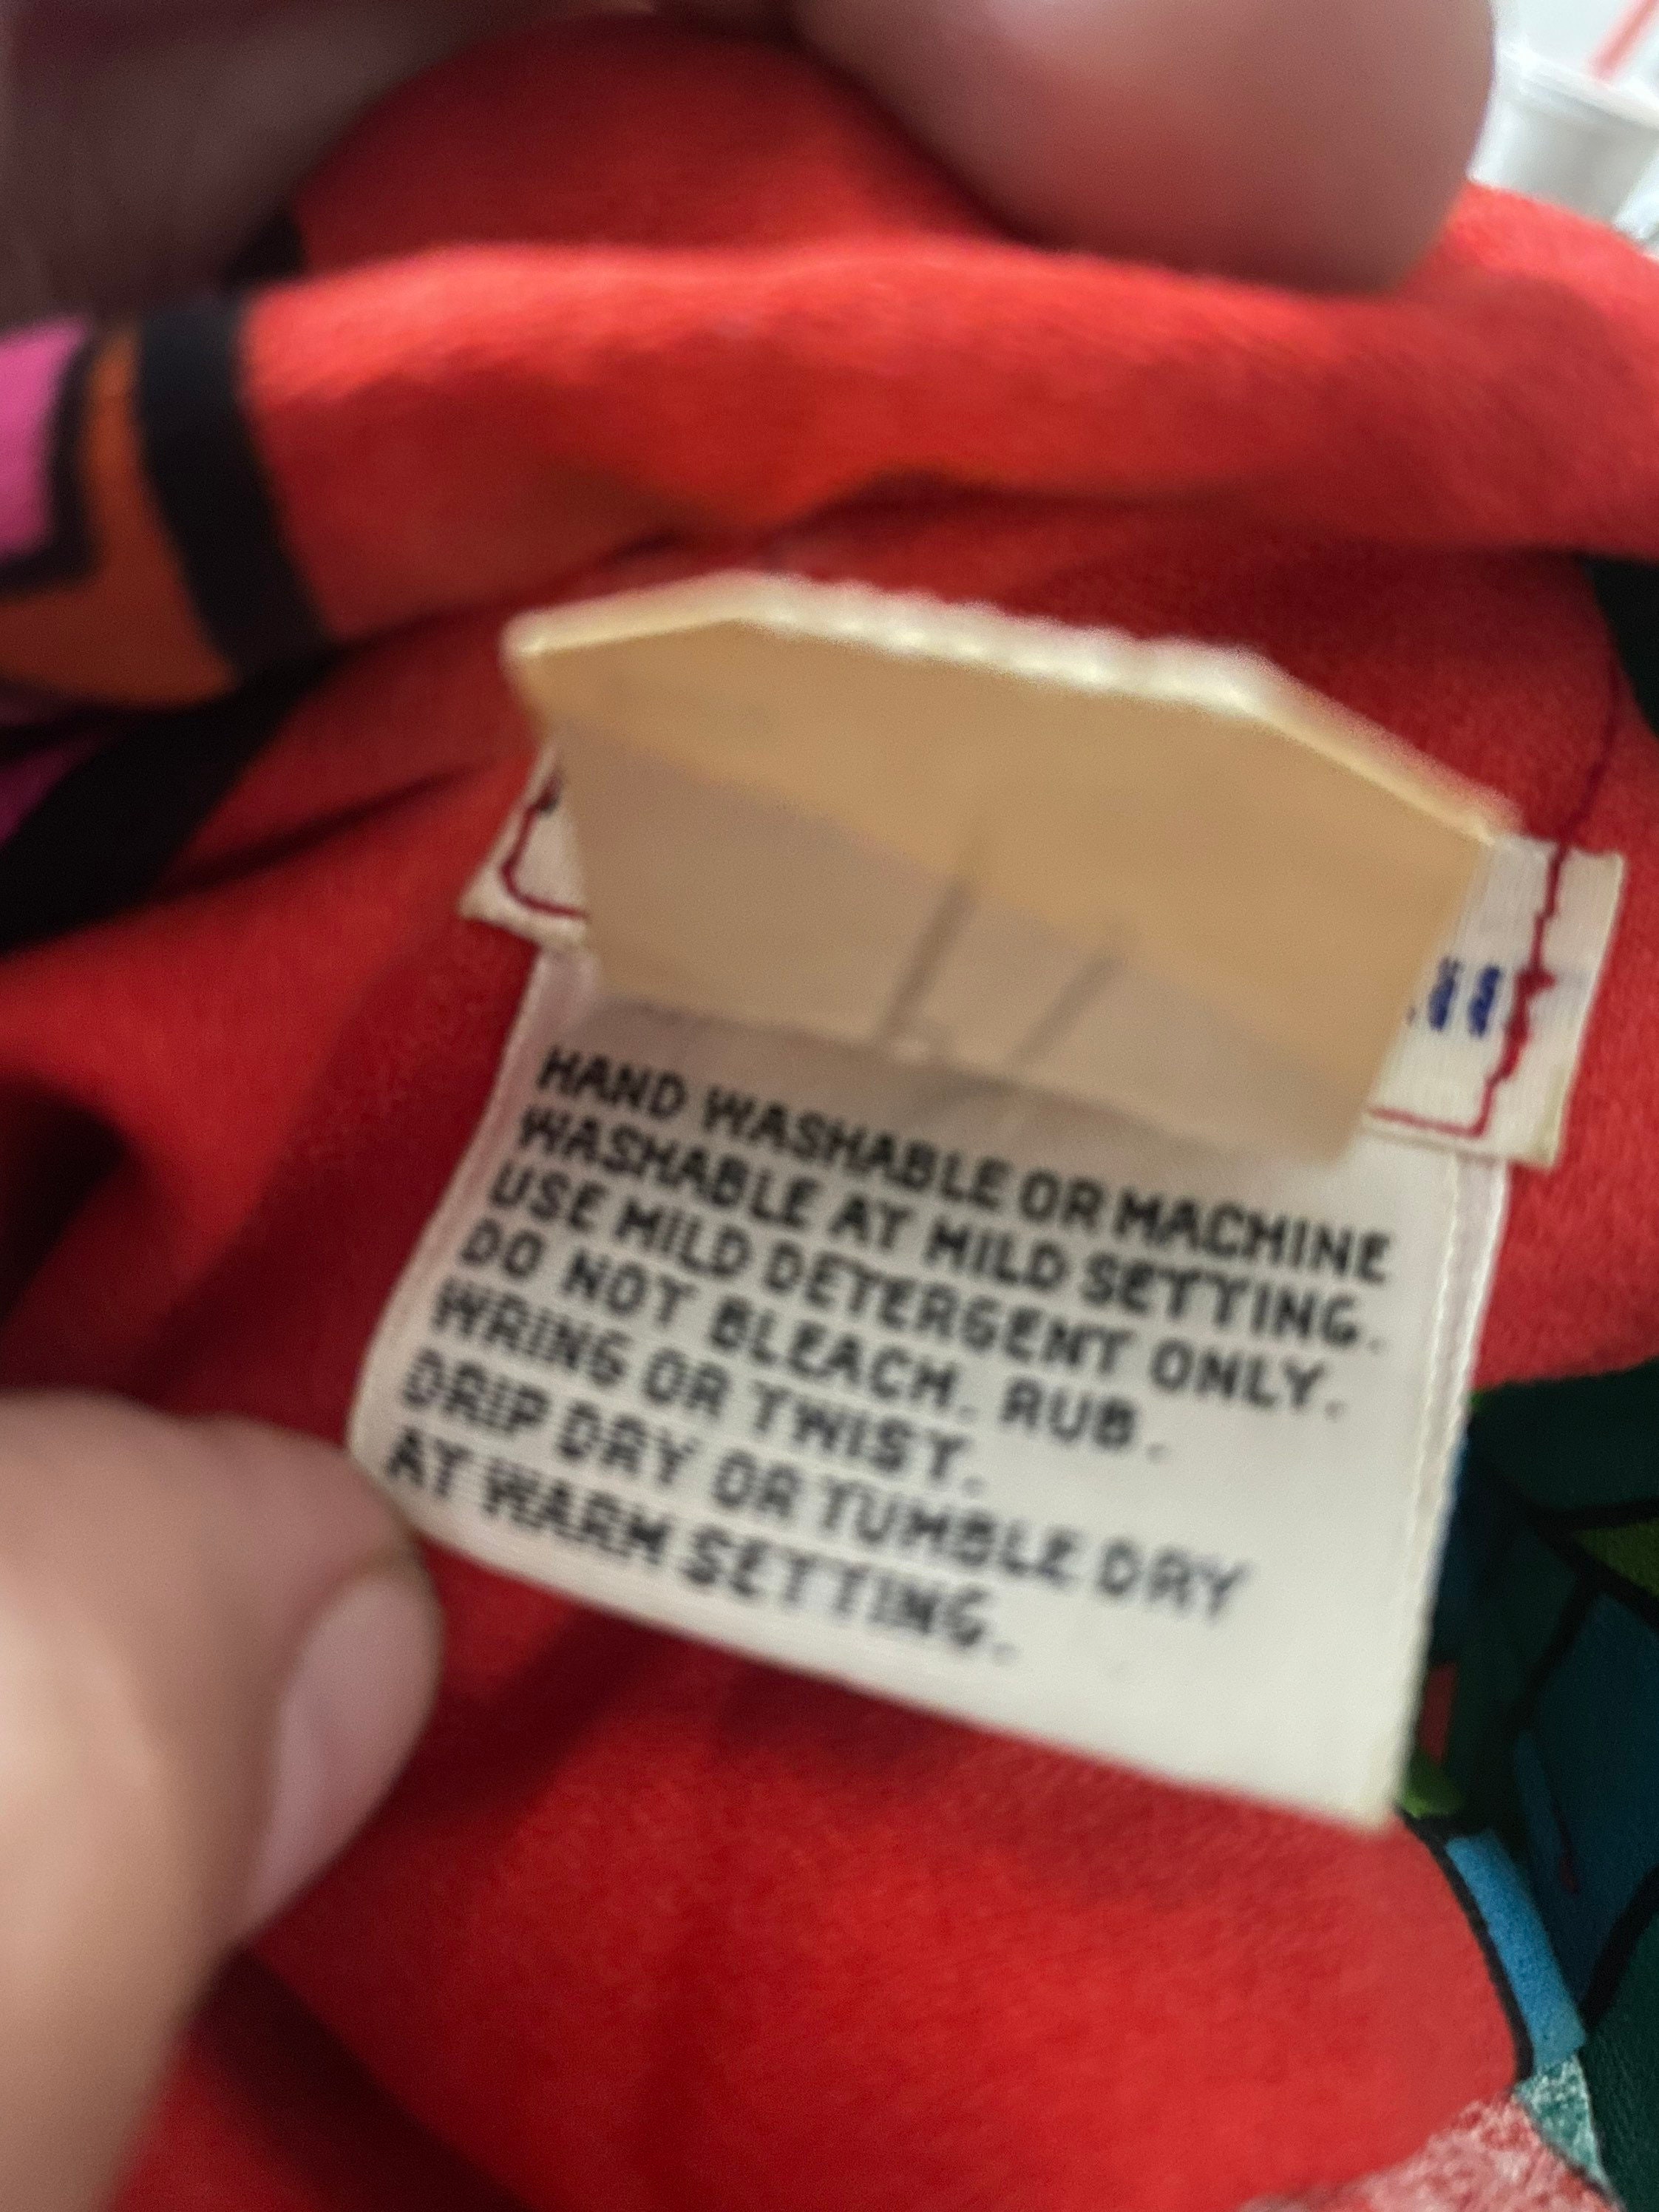 HAND WASHABLE OR MACHINE
WASHABLE AT MILD SETTING.
USE MILD DETERGENT ONLY.
DO NOT BLEACH. RUB.
WRING OR TWIST.
DRIP DRY OR TUMBLE DRY
AT WARM SETTING.